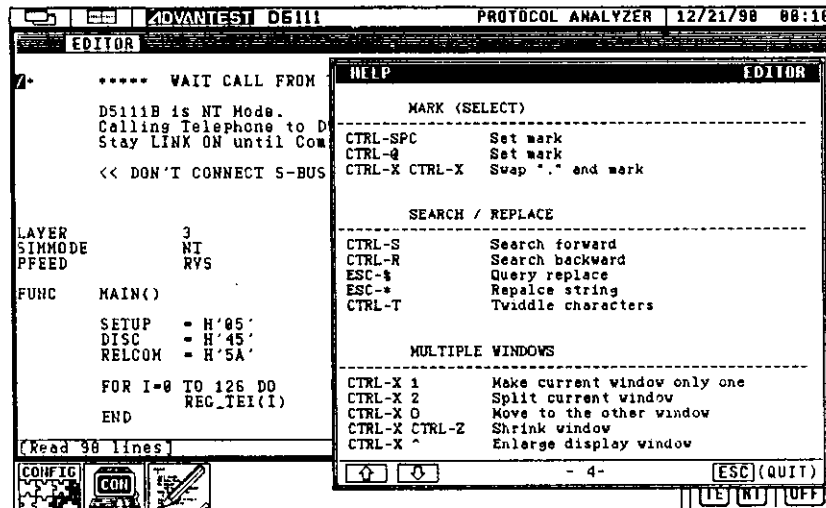 ADVANTEST D5111 PROTOCOL ANALYZER 12/21/90
EDITOR
/* ***** WAIT CALL FROM
D5111B is NT Mode.
Calling Telephone to D
Stay LINK ON until Com
<< DON'T CONNECT S-BUS
LAYER 3
SIMMODE NT
PFEED RVS
FUNC MAIN()
SETUP = H'05'
DISC = H'45'
RELCOM = H'5A'
FOR I=0 TO 126 DO
REG_TEI(I)
END
[Read 98 lines]
CONFIG
CON
HELP EDITOR
MARK (SELECT)
CTRL-SPC Set mark
CTRL-@ Set mark
CTRL-X CTRL-X Swap "." and mark
SEARCH / REPLACE
CTRL-S Search forward
CTRL-R Search backward
ESC-% Query replace
ESC-* Repalce string
CTRL-T Twiddle characters
MULTIPLE WINDOWS
CTRL-X 1 Make current window only one
CTRL-X 2 Split current window
CTRL-X O Move to the other window
CTRL-X CTRL-Z Shrink window
CTRL-X ^ Enlarge display window
- 4- ESC (QUIT)
TE NT OFF